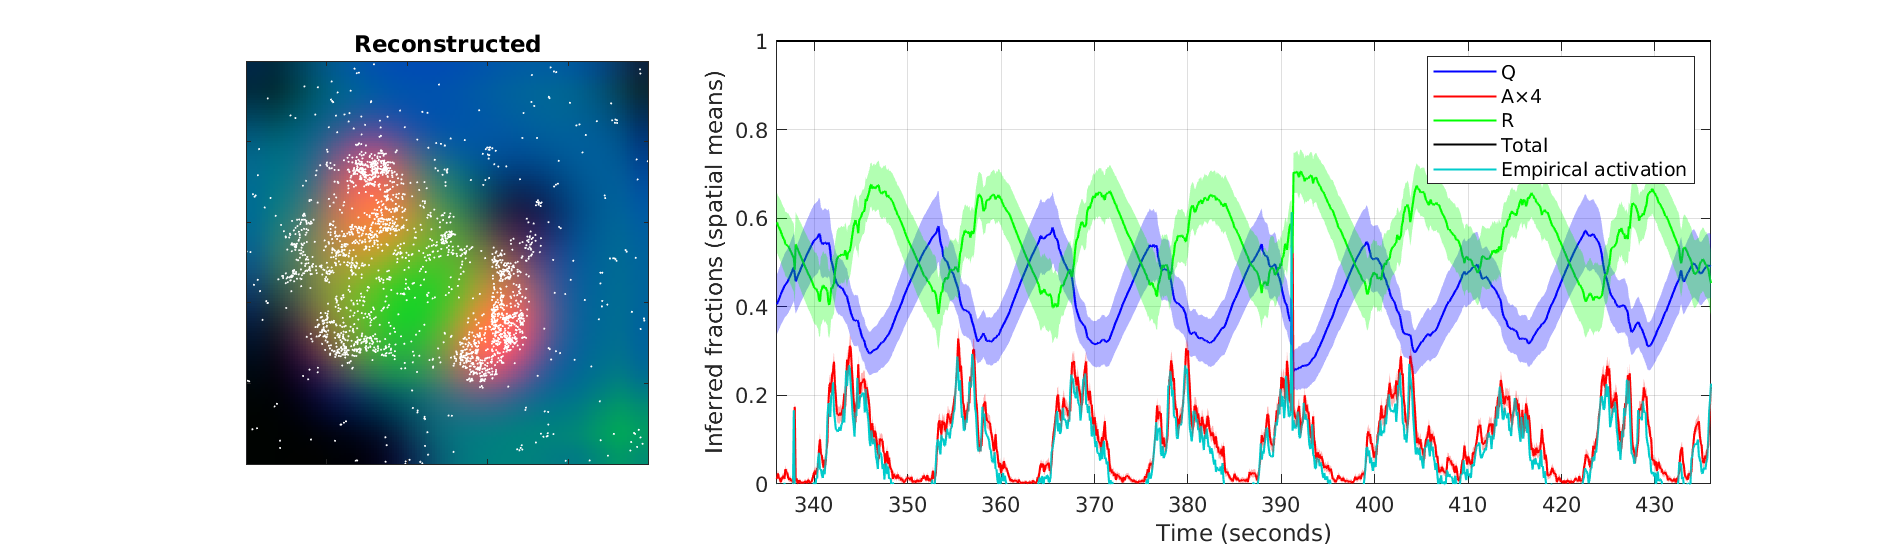 Reconstructed
Inferred fractions (spatial means)
1
0.8
0.6
0.4
0.2
0
Q
A×4
R
Total
Empirical activation
340 350 360 370 380 390 400 410 420 430
Time (seconds)